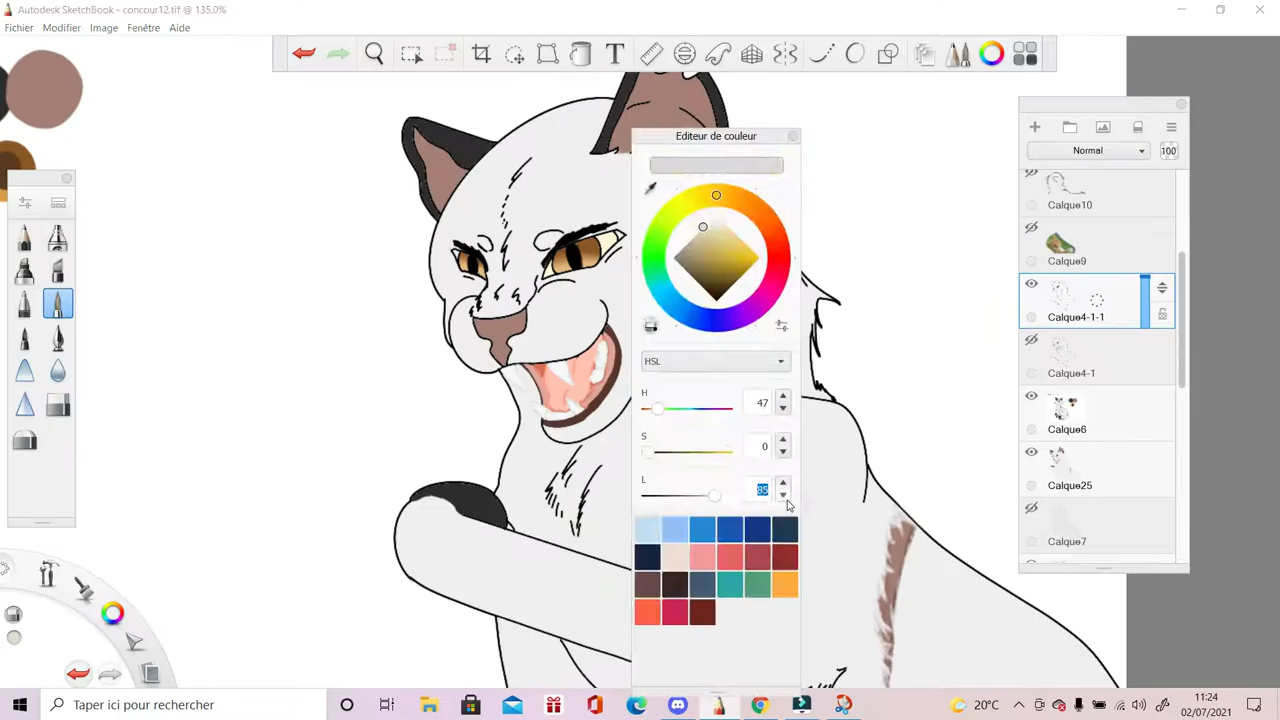 Autodesk SketchBook - concour12.tif @ 135,0%
Fichier Modifier Image Fenêtre Aide
T
Editeur de couleur
Normal 100
Calque10
Calque9
Calque4-1-1
Calque4-1
Calque6
Calque25
Calque7
HSL
H 47
S 0
L 85
Taper ici pour rechercher
20°C
11:24
02/07/2021